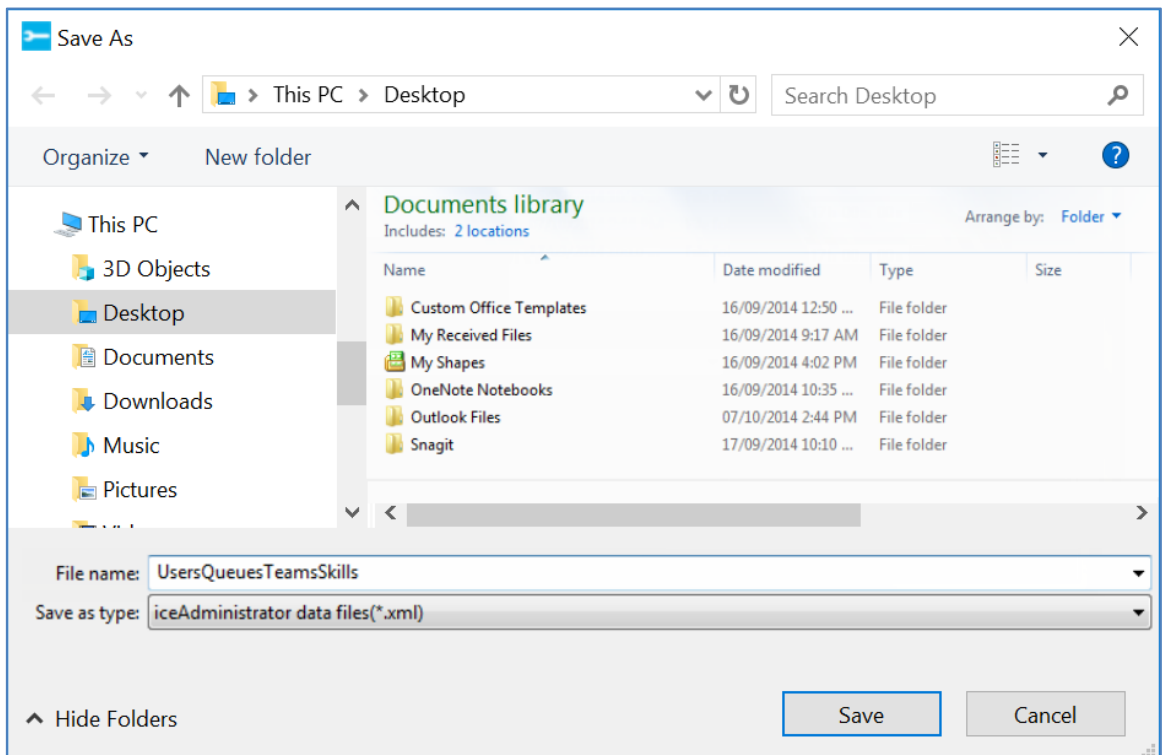 Save As
This PC > Desktop
Search Desktop
Organize
New folder
?
This PC
3D Objects
Desktop
Documents
Downloads
Music
Pictures
Documents library
Includes: 2 locations
Arrange by: Folder
Name Date modified Type Size
Custom Office Templates 16/09/2014 12:50 ... File folder
My Received Files 16/09/2014 9:17 AM File folder
My Shapes 16/09/2014 4:02 PM File folder
OneNote Notebooks 16/09/2014 10:35 ... File folder
Outlook Files 07/10/2014 2:44 PM File folder
Snagit 17/09/2014 10:10 ... File folder
File name: UsersQueuesTeamsSkills
Save as type: iceAdministrator data files(*.xml)
Hide Folders
Save
Cancel